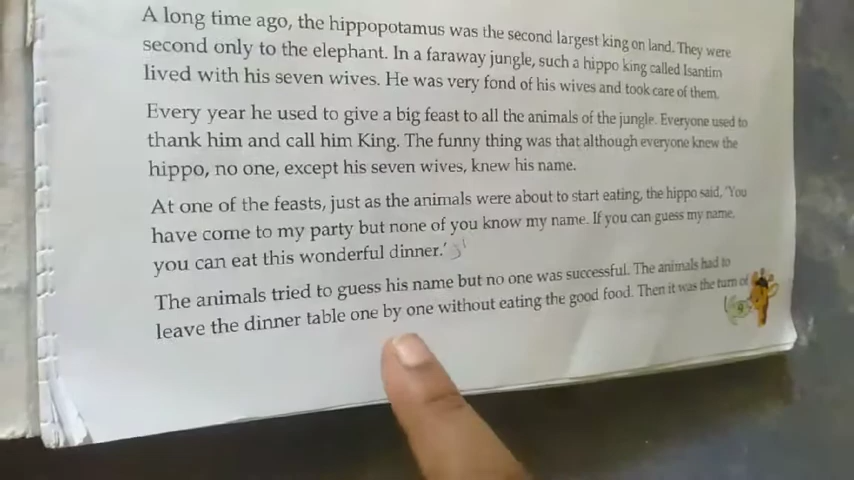 A long time ago, the hippopotamus was the second largest king on land. They were
second only to the elephant. In a faraway jungle, such a hippo king called Isantim
lived with his seven wives. He was very fond of his wives and took care of them.
Every year he used to give a big feast to all the animals of the jungle. Everyone used to
thank him and call him King. The funny thing was that although everyone knew the
hippo, no one, except his seven wives, knew his name.
At one of the feasts, just as the animals were about to start eating, the hippo said, 'You
have come to my party but none of you know my name. If you can guess my name,
you can eat this wonderful dinner.'
The animals tried to guess his name but no one was successful. The animals had to
leave the dinner table one by one without eating the good food. Then it was the turn of